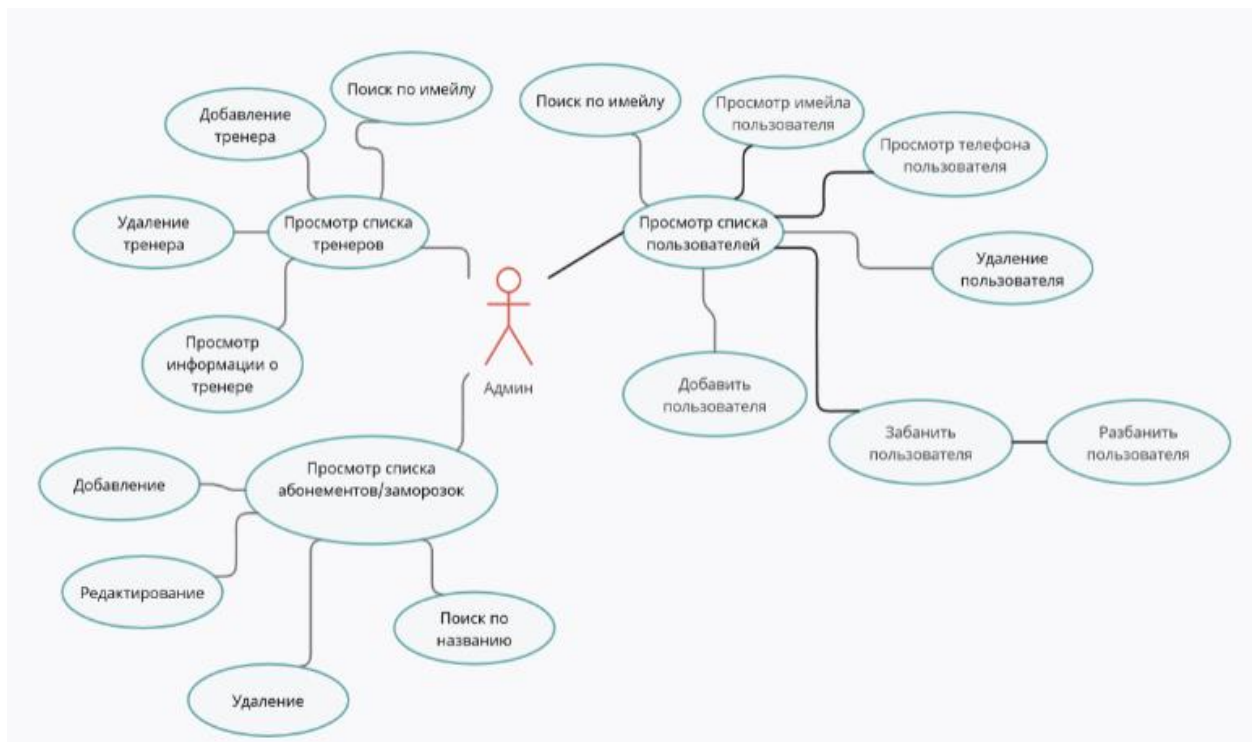 Поиск по имейлу
Добавление
тренера
Удаление
тренера
Просмотр списка
тренеров
Просмотр
информации о
тренере
Поиск по имейлу
Просмотр имейла
пользователя
Просмотр телефона
пользователя
Просмотр списка
пользователей
Удаление
пользователя
Добавить
пользователя
Забанить
пользователя
Разбанить
пользователя
Админ
Просмотр списка
абонементов/заморозок
Добавление
Редактирование
Поиск по
названию
Удаление